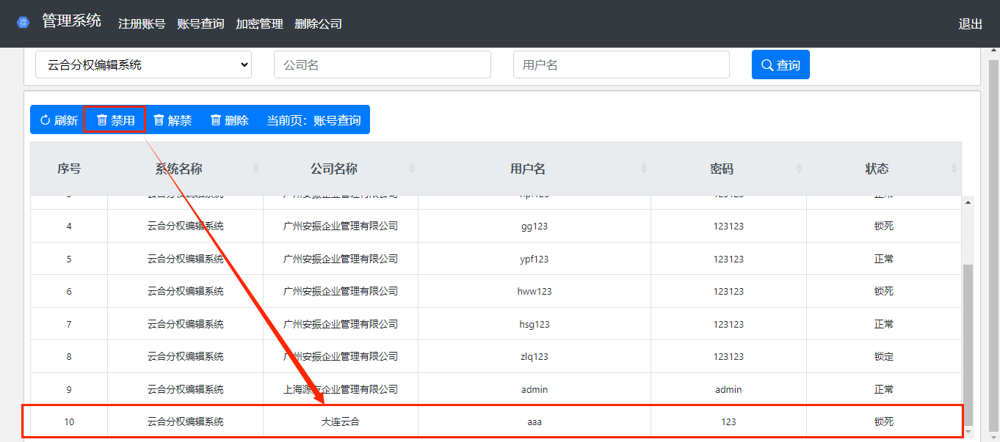 管理系统 注册账号 账号查询 加密管理 删除公司 退出
云合分权编辑系统 公司名 用户名 查询
刷新 禁用 解禁 删除 当前页：账号查询
序号 系统名称 公司名称 用户名 密码 状态
4 云合分权编辑系统 广州安振企业管理有限公司 gg123 123123 锁死
5 云合分权编辑系统 广州安振企业管理有限公司 ypf123 123123 正常
6 云合分权编辑系统 广州安振企业管理有限公司 hww123 123123 锁死
7 云合分权编辑系统 广州安振企业管理有限公司 hsg123 123123 正常
8 云合分权编辑系统 广州安振企业管理有限公司 zlq123 123123 锁定
9 云合分权编辑系统 上海源友企业管理有限公司 admin admin 正常
10 云合分权编辑系统 大连云合 aaa 123 锁死